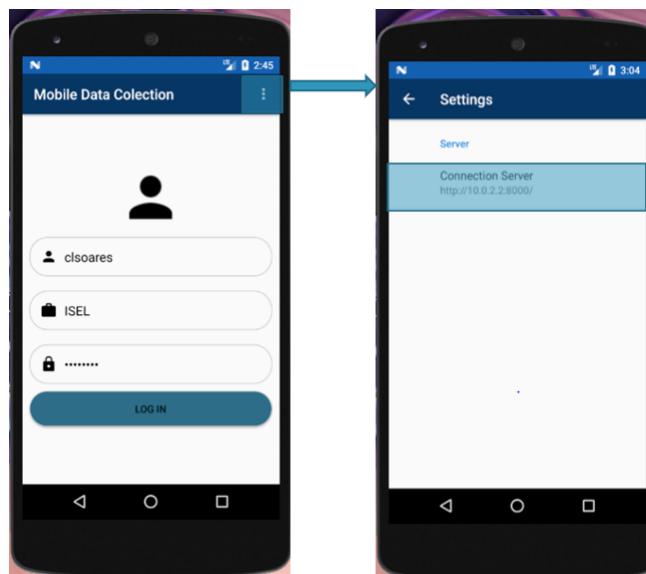 2:45
Mobile Data Colection
clsoares
ISEL
••••••••
LOG IN
3:04
Settings
Server
Connection Server
http://10.0.2.2:8000/